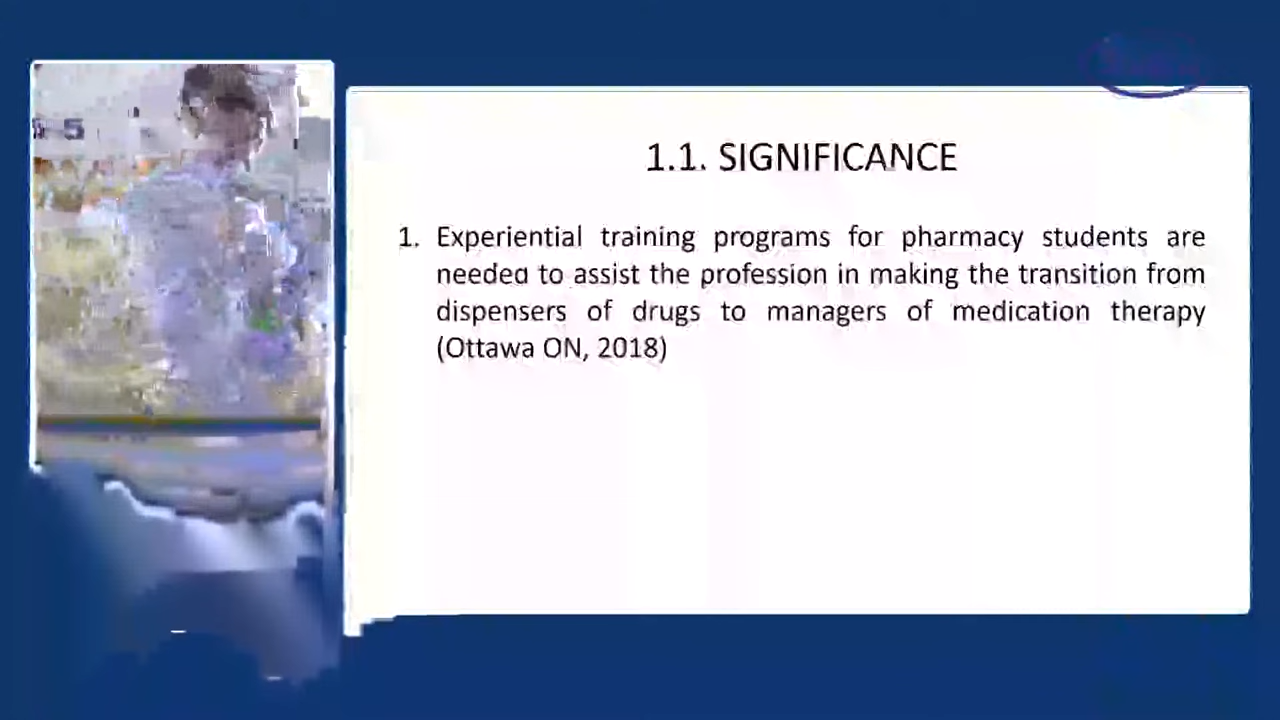 1.1. SIGNIFICANCE
1. Experiential training programs for pharmacy students are
needed to assist the profession in making the transition from
dispensers of drugs to managers of medication therapy
(Ottawa ON, 2018)
5